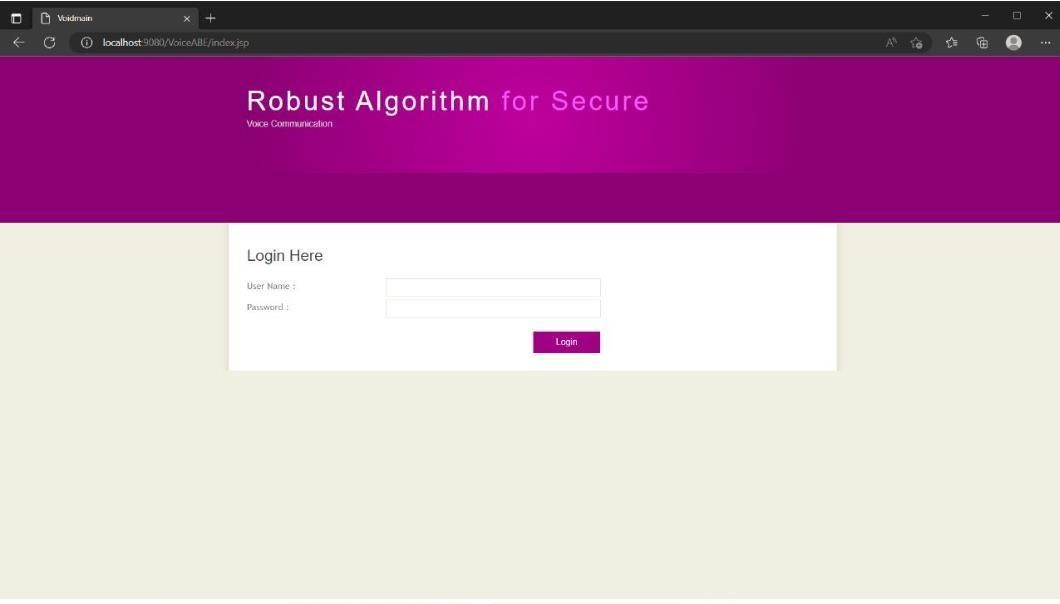 Voidmain
localhost:9080/VoiceABE/index.jsp
Robust Algorithm for Secure
Voice Communication
Login Here
User Name :
Password :
Login